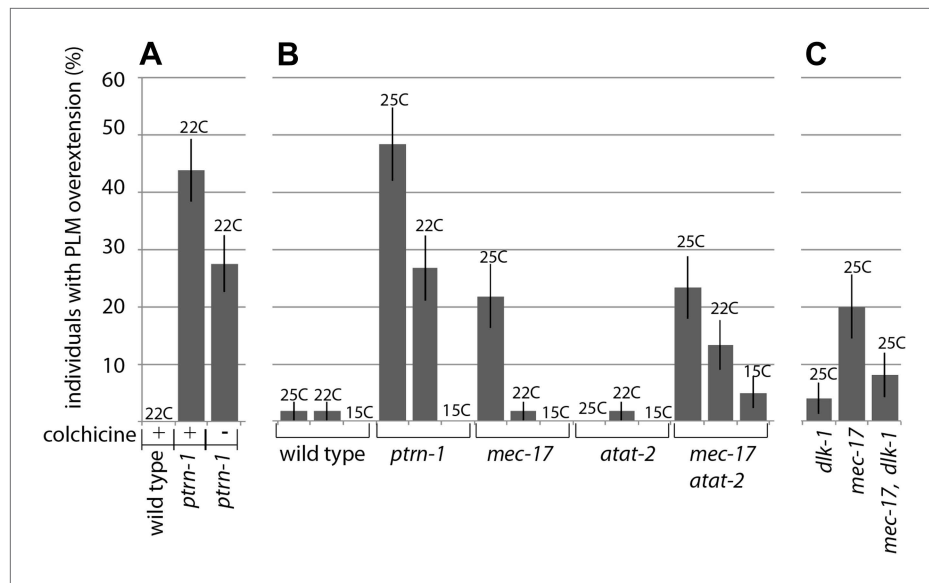 A B C
individuals with PLM overextension (%)
60
50
40
30
20
10
22C
22C
22C
colchicine + + -
wild type
ptrn-1
ptrn-1
25C 22C 15C
25C 22C 15C
25C 22C 15C
25C 22C 15C
25C 22C 15C
wild type ptrn-1 mec-17 atat-2 mec-17
atat-2
25C
25C
25C
dlk-1
mec-17
mec-17, dlk-1